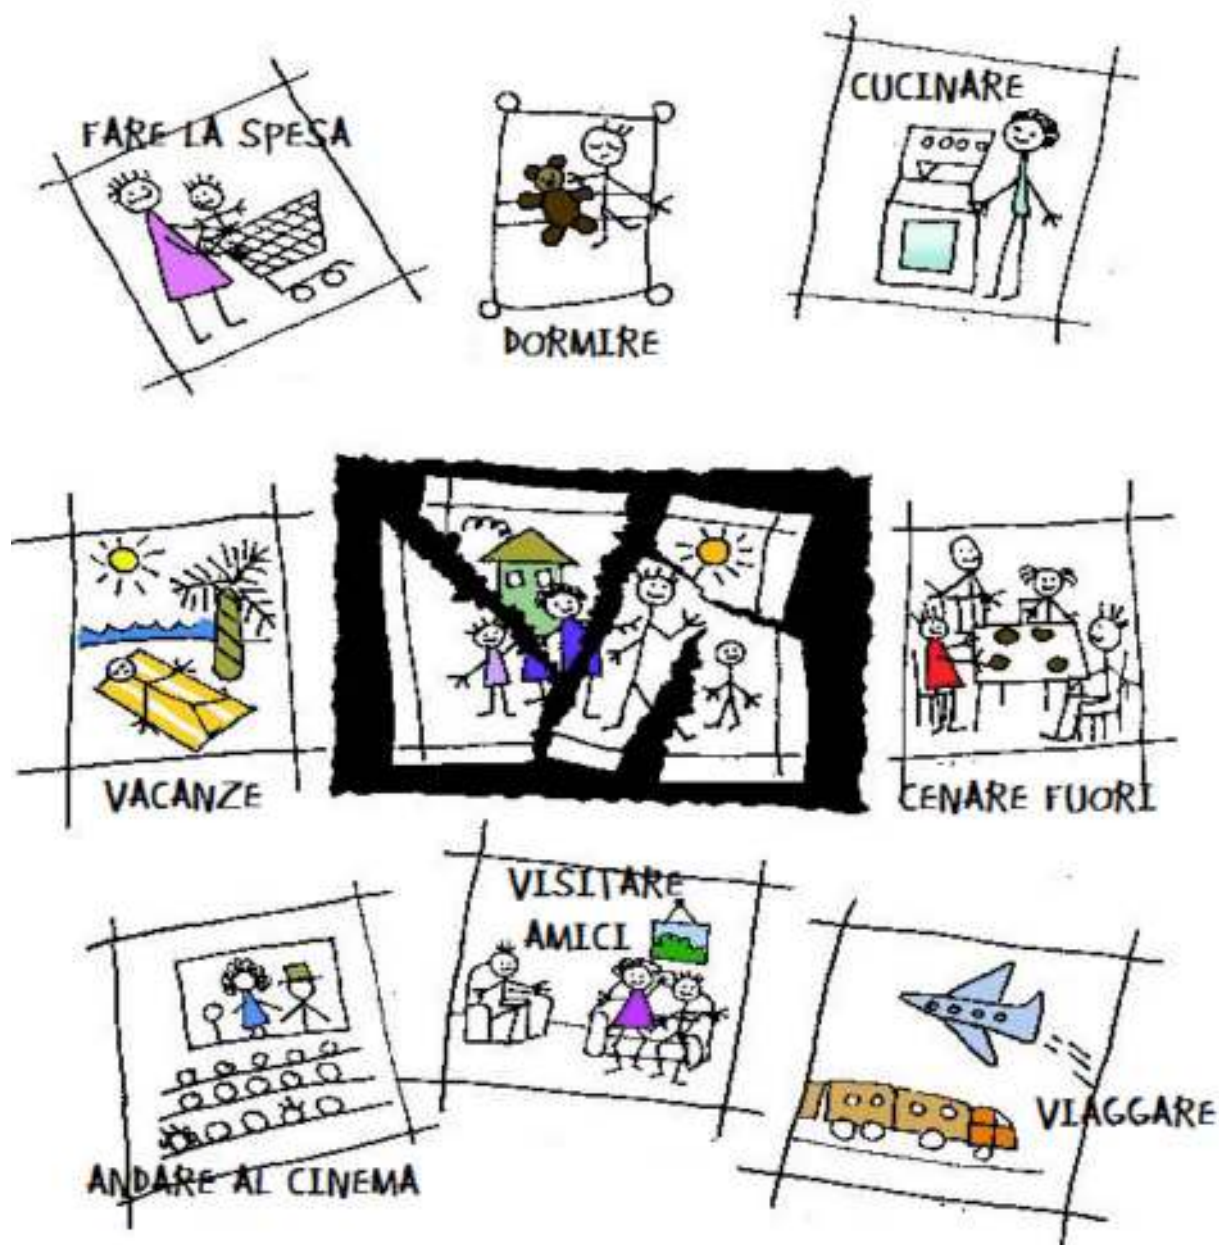 FARE LA SPESA
DORMIRE
CUCINARE
VACANZE
CENARE FUORI
VISITARE
AMICI
ANDARE AL CINEMA
VIAGGARE